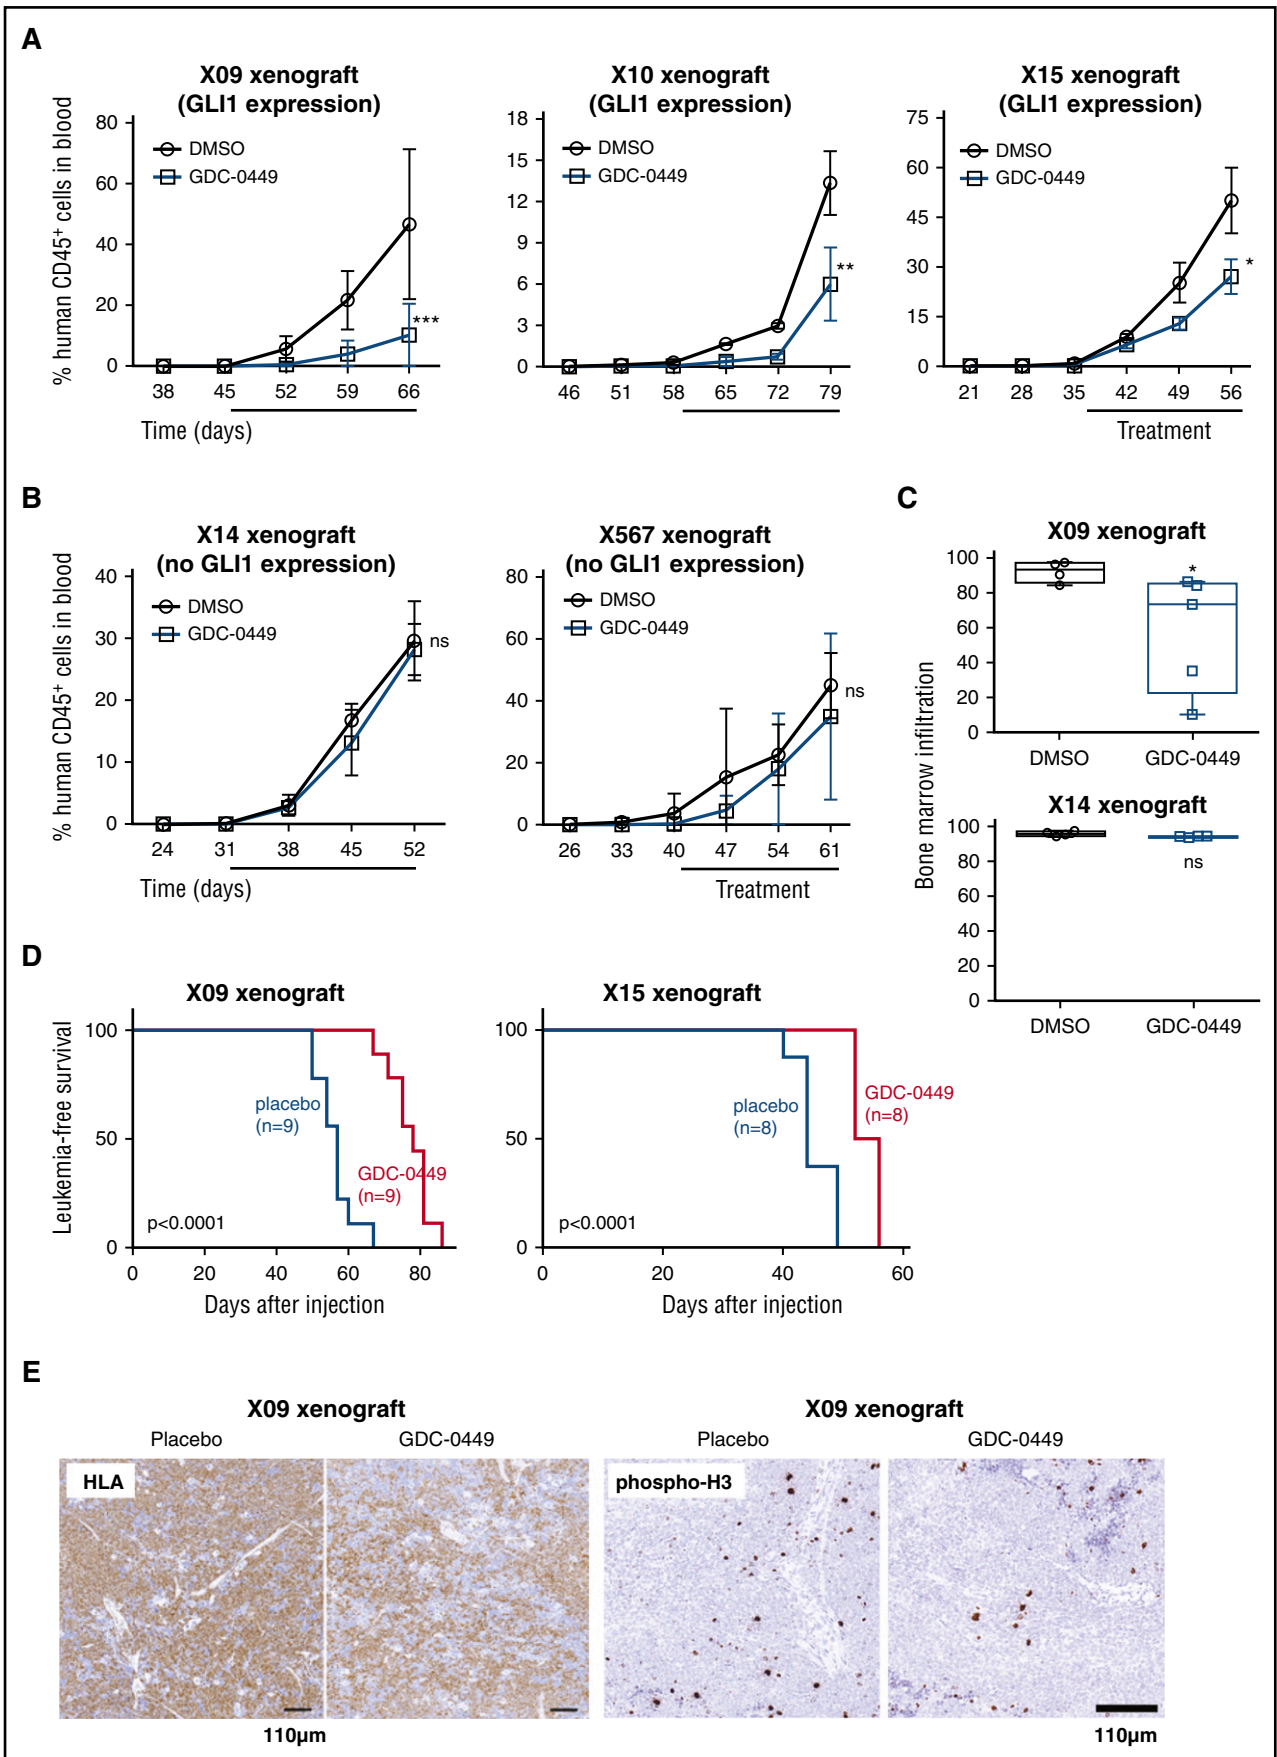 A
X09 xenograft
(GLI1 expression)
% human CD45+ cells in blood
80
60
40
20
0
DMSO
GDC-0449
***
38 45 52 59 66
Time (days)
X10 xenograft
(GLI1 expression)
18
15
12
9
6
3
0
DMSO
GDC-0449
**
46 51 58 65 72 79
X15 xenograft
(GLI1 expression)
75
60
45
30
15
0
DMSO
GDC-0449
*
21 28 35 42 49 56
Treatment
B
X14 xenograft
(no GLI1 expression)
% human CD45+ cells in blood
40
30
20
10
0
DMSO
GDC-0449
ns
24 31 38 45 52
Time (days)
X567 xenograft
(no GLI1 expression)
80
60
40
20
0
DMSO
GDC-0449
ns
26 33 40 47 54 61
Treatment
C
X09 xenograft
Bone marrow infiltration
100
80
60
40
20
0
*
DMSO GDC-0449
X14 xenograft
100
80
60
40
20
0
ns
DMSO GDC-0449
D
X09 xenograft
Leukemia-free survival
100
50
0
placebo
(n=9)
GDC-0449
(n=9)
p<0.0001
0 20 40 60 80
Days after injection
X15 xenograft
100
50
0
placebo
(n=8)
GDC-0449
(n=8)
p<0.0001
0 20 40 60
Days after injection
E
X09 xenograft
Placebo GDC-0449
HLA
110µm
X09 xenograft
Placebo GDC-0449
phospho-H3
110µm